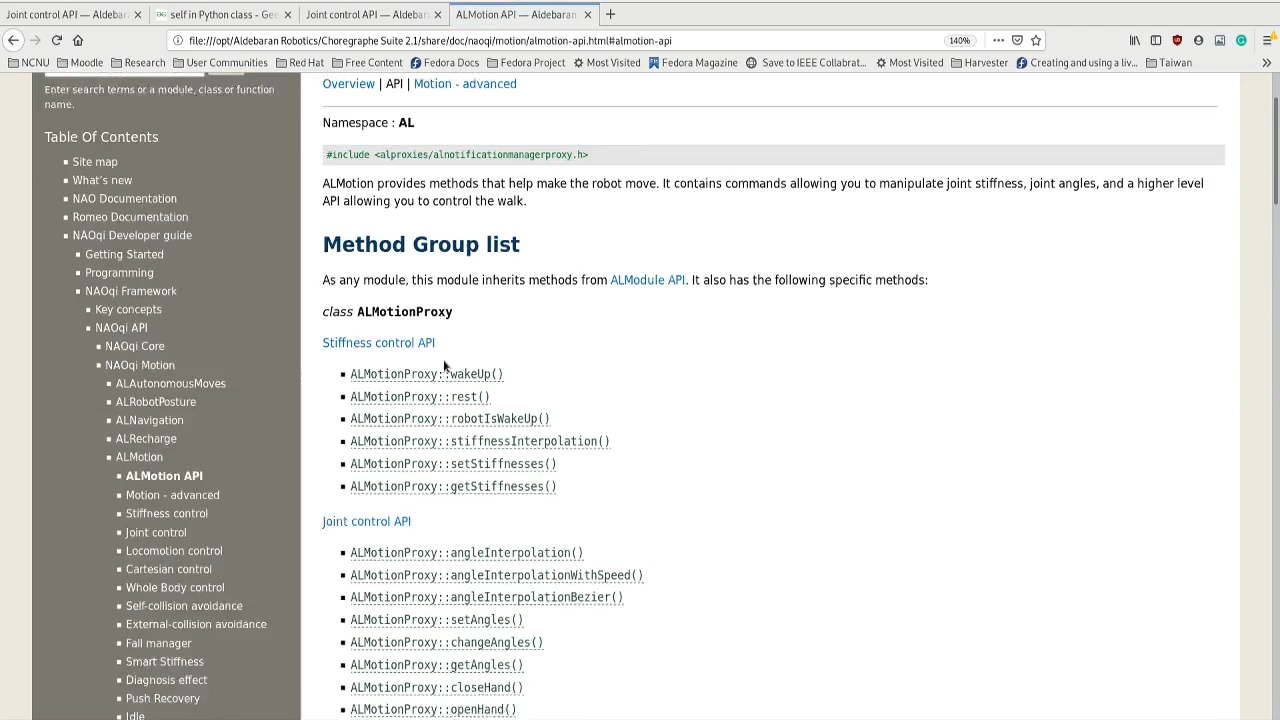 Joint control API — Aldebar
self in Python class - Gee
Joint control API — Aldebar
ALMotion API — Aldebaran
file:///opt/Aldebaran Robotics/Choregraphe Suite 2.1/share/doc/naoqi/motion/almotion-api.html#almotion-api
140%
NCNU
Moodle
Research
User Communities
Red Hat
Free Content
Fedora Docs
Fedora Project
Most Visited
Fedora Magazine
Save to IEEE Collabrat…
Most Visited
Harvester
Creating and using a liv…
Taiwan
Enter search terms or a module, class or function
name.
Table Of Contents
Site map
What's new
NAO Documentation
Romeo Documentation
NAOqi Developer guide
Getting Started
Programming
NAOqi Framework
Key concepts
NAOqi API
NAOqi Core
NAOqi Motion
ALAutonomousMoves
ALRobotPosture
ALNavigation
ALRecharge
ALMotion
ALMotion API
Motion - advanced
Stiffness control
Joint control
Locomotion control
Cartesian control
Whole Body control
Self-collision avoidance
External-collision avoidance
Fall manager
Smart Stiffness
Diagnosis effect
Push Recovery
Idle
Overview | API | Motion - advanced
Namespace : AL
#include <alproxies/alnotificationmanagerproxy.h>
ALMotion provides methods that help make the robot move. It contains commands allowing you to manipulate joint stiffness, joint angles, and a higher level
API allowing you to control the walk.
Method Group list
As any module, this module inherits methods from ALModule API. It also has the following specific methods:
class ALMotionProxy
Stiffness control API
ALMotionProxy::wakeUp()
ALMotionProxy::rest()
ALMotionProxy::robotIsWakeUp()
ALMotionProxy::stiffnessInterpolation()
ALMotionProxy::setStiffnesses()
ALMotionProxy::getStiffnesses()
Joint control API
ALMotionProxy::angleInterpolation()
ALMotionProxy::angleInterpolationWithSpeed()
ALMotionProxy::angleInterpolationBezier()
ALMotionProxy::setAngles()
ALMotionProxy::changeAngles()
ALMotionProxy::getAngles()
ALMotionProxy::closeHand()
ALMotionProxy::openHand()